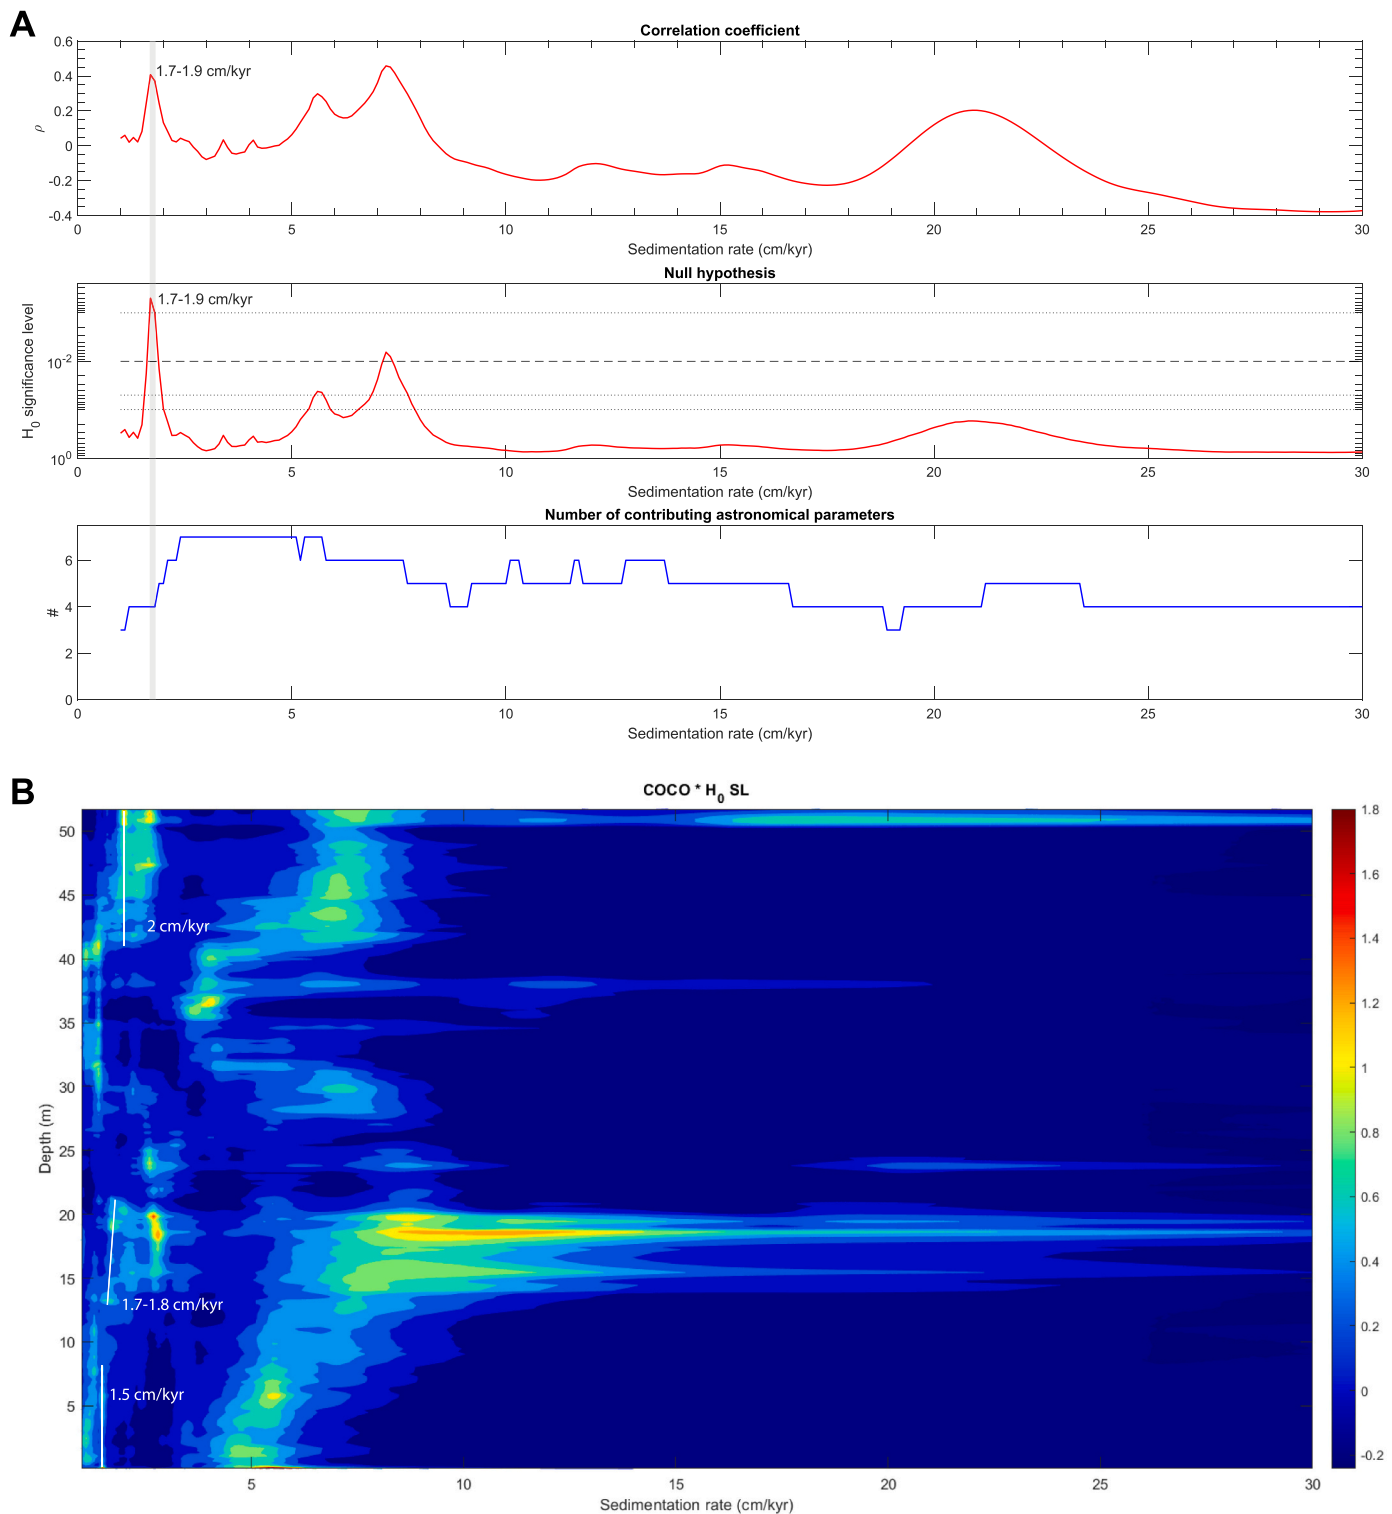 A
Correlation coefficient
0.6
0.4
0.2
0
-0.2
-0.4
ρ
1.7-1.9 cm/kyr
0 5 10 15 20 25 30
Sedimentation rate (cm/kyr)
Null hypothesis
H0 significance level
10-2
100
1.7-1.9 cm/kyr
0 5 10 15 20 25 30
Sedimentation rate (cm/kyr)
Number of contributing astronomical parameters
#
6
4
2
0
0 5 10 15 20 25 30
Sedimentation rate (cm/kyr)
B
COCO * H0 SL
Depth (m)
50
45
40
35
30
25
20
15
10
5
2 cm/kyr
1.7-1.8 cm/kyr
1.5 cm/kyr
5 10 15 20 25 30
Sedimentation rate (cm/kyr)
1.8
1.6
1.4
1.2
1
0.8
0.6
0.4
0.2
0
-0.2